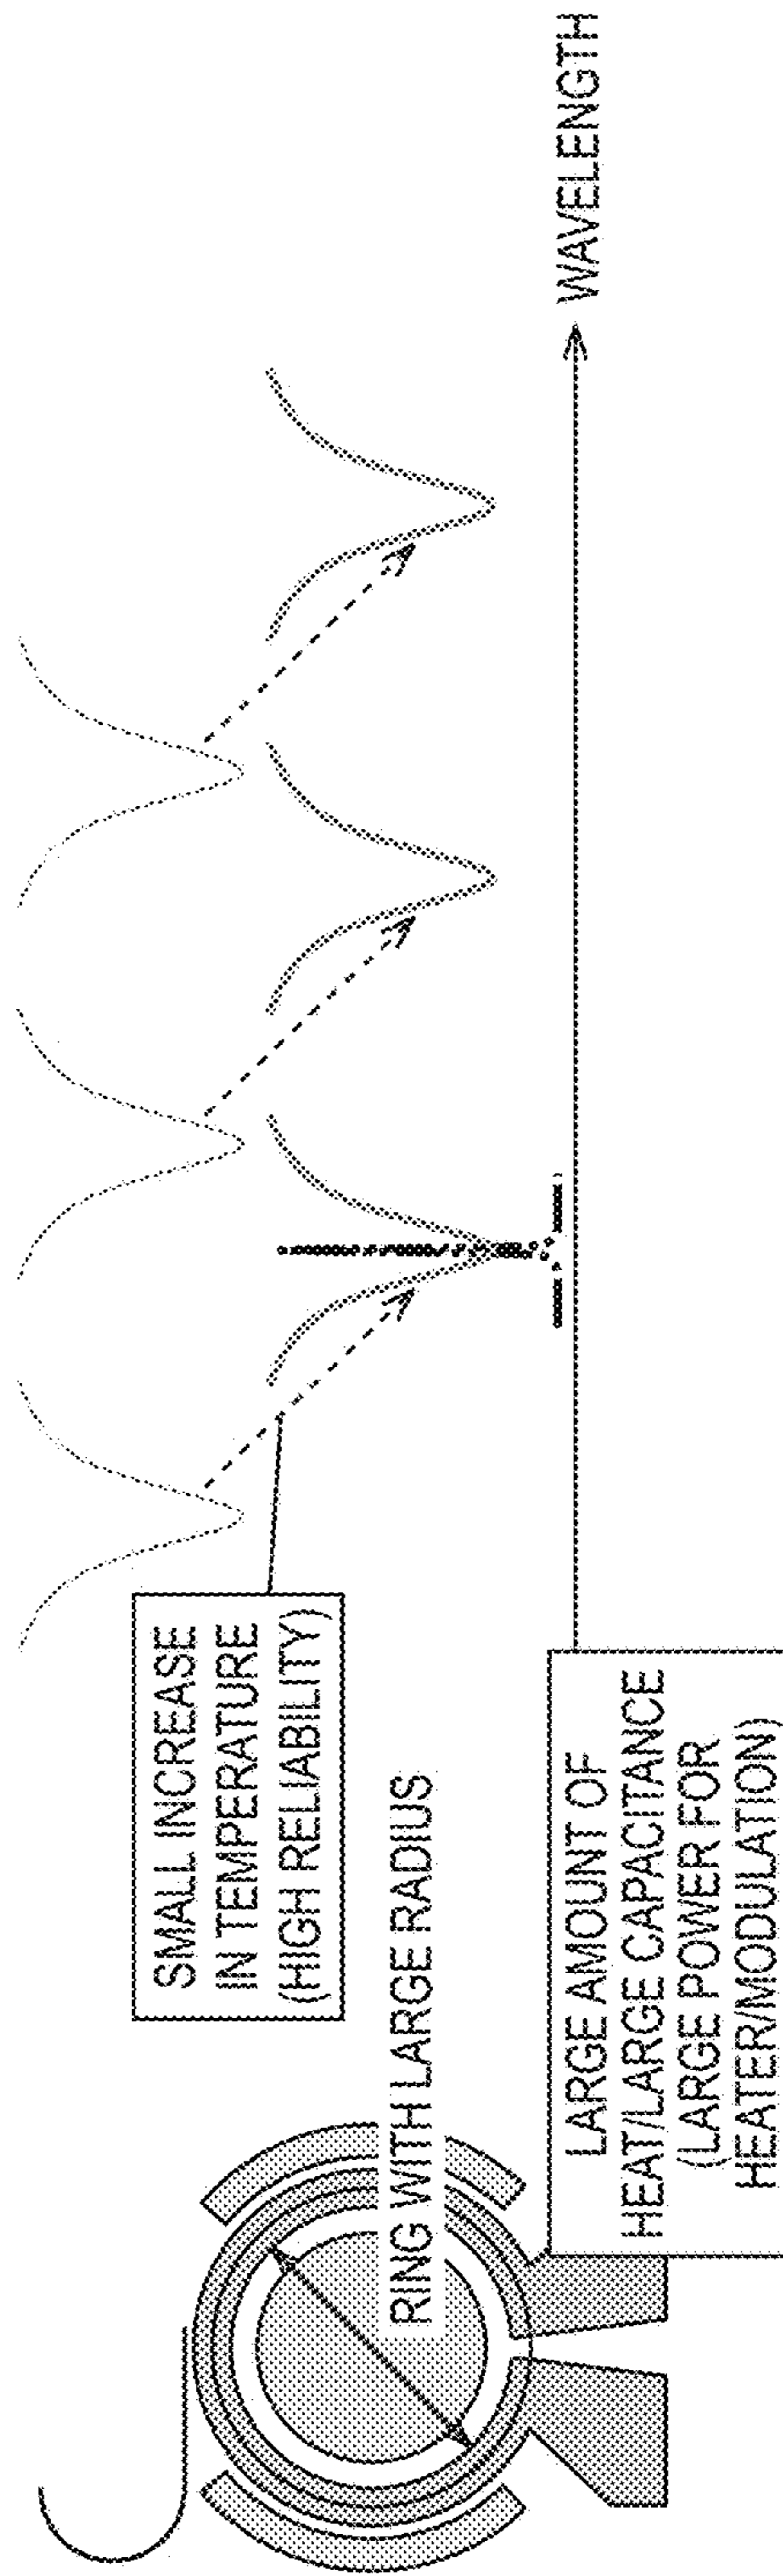 RING WITH LARGE RADIUS
SMALL INCREASE
IN TEMPERATURE
(HIGH RELIABILITY)
LARGE AMOUNT OF
HEAT/LARGE CAPACITANCE
(LARGE POWER FOR
HEATER/MODULATION)
WAVELENGTH